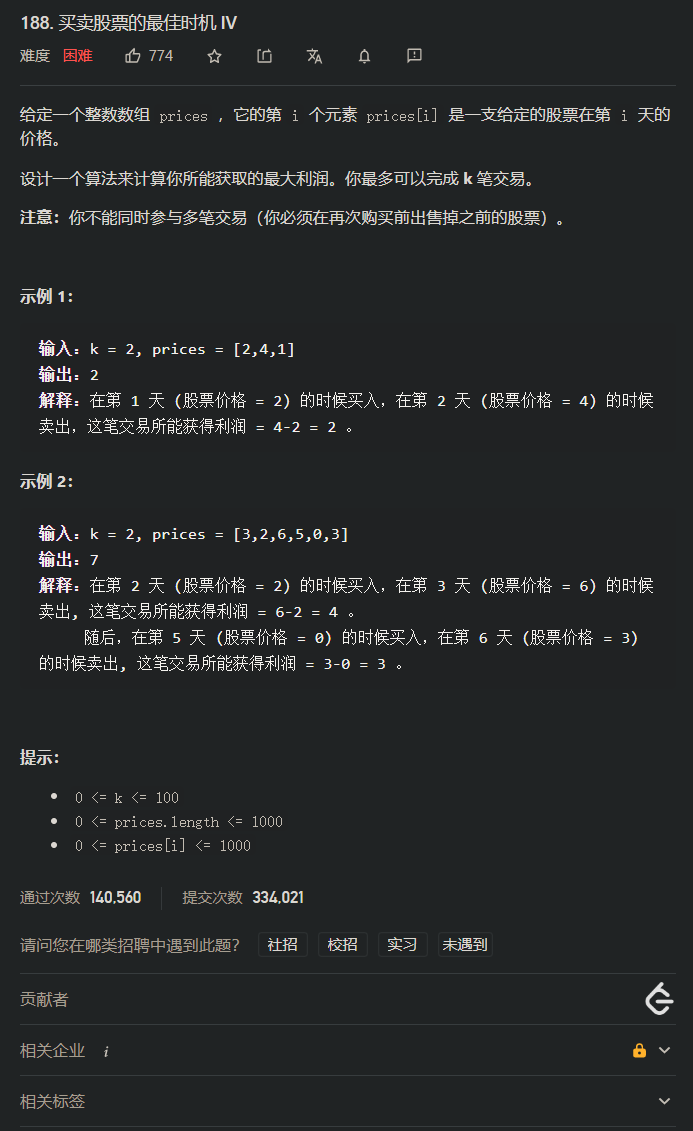 188. 买卖股票的最佳时机 IV
难度 困难 774
给定一个整数数组 prices ，它的第 i 个元素 prices[i] 是一支给定的股票在第 i 天的
价格。
设计一个算法来计算你所能获取的最大利润。你最多可以完成 k 笔交易。
注意：你不能同时参与多笔交易（你必须在再次购买前出售掉之前的股票）。
示例 1：
输入：k = 2, prices = [2,4,1]
输出：2
解释：在第 1 天 (股票价格 = 2) 的时候买入，在第 2 天 (股票价格 = 4) 的时候
卖出，这笔交易所能获得利润 = 4-2 = 2 。
示例 2：
输入：k = 2, prices = [3,2,6,5,0,3]
输出：7
解释：在第 2 天 (股票价格 = 2) 的时候买入，在第 3 天 (股票价格 = 6) 的时候
卖出, 这笔交易所能获得利润 = 6-2 = 4 。
随后，在第 5 天 (股票价格 = 0) 的时候买入，在第 6 天 (股票价格 = 3)
的时候卖出, 这笔交易所能获得利润 = 3-0 = 3 。
提示：
0 <= k <= 100
0 <= prices.length <= 1000
0 <= prices[i] <= 1000
通过次数 140,560 提交次数 334,021
请问您在哪类招聘中遇到此题？ 社招 校招 实习 未遇到
贡献者
相关企业 i
相关标签